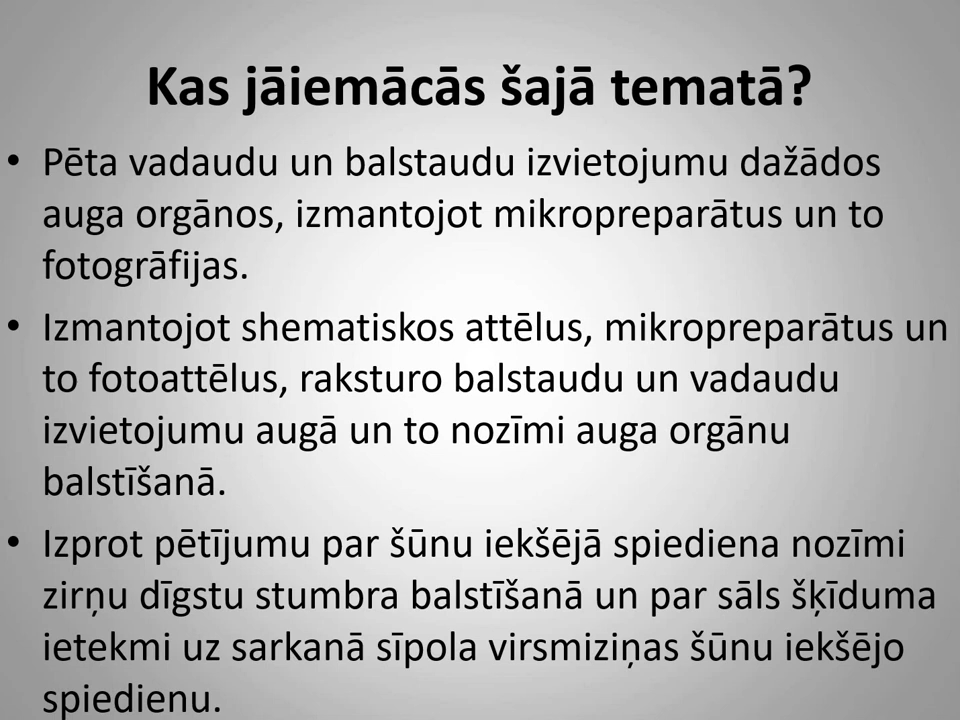 Kas jāiemācās šajā tematā?
• Pēta vadaudu un balstaudu izvietojumu dažādos
auga orgānos, izmantojot mikropreparātus un to
fotogrāfijas.
• Izmantojot shematiskos attēlus, mikropreparātus un
to fotoattēlus, raksturo balstaudu un vadaudu
izvietojumu augā un to nozīmi auga orgānu
balstīšanā.
• Izprot pētījumu par šūnu iekšējā spiediena nozīmi
zirņu dīgstu stumbra balstīšanā un par sāls šķīduma
ietekmi uz sarkanā sīpola virsmiziņas šūnu iekšējo
spiedienu.